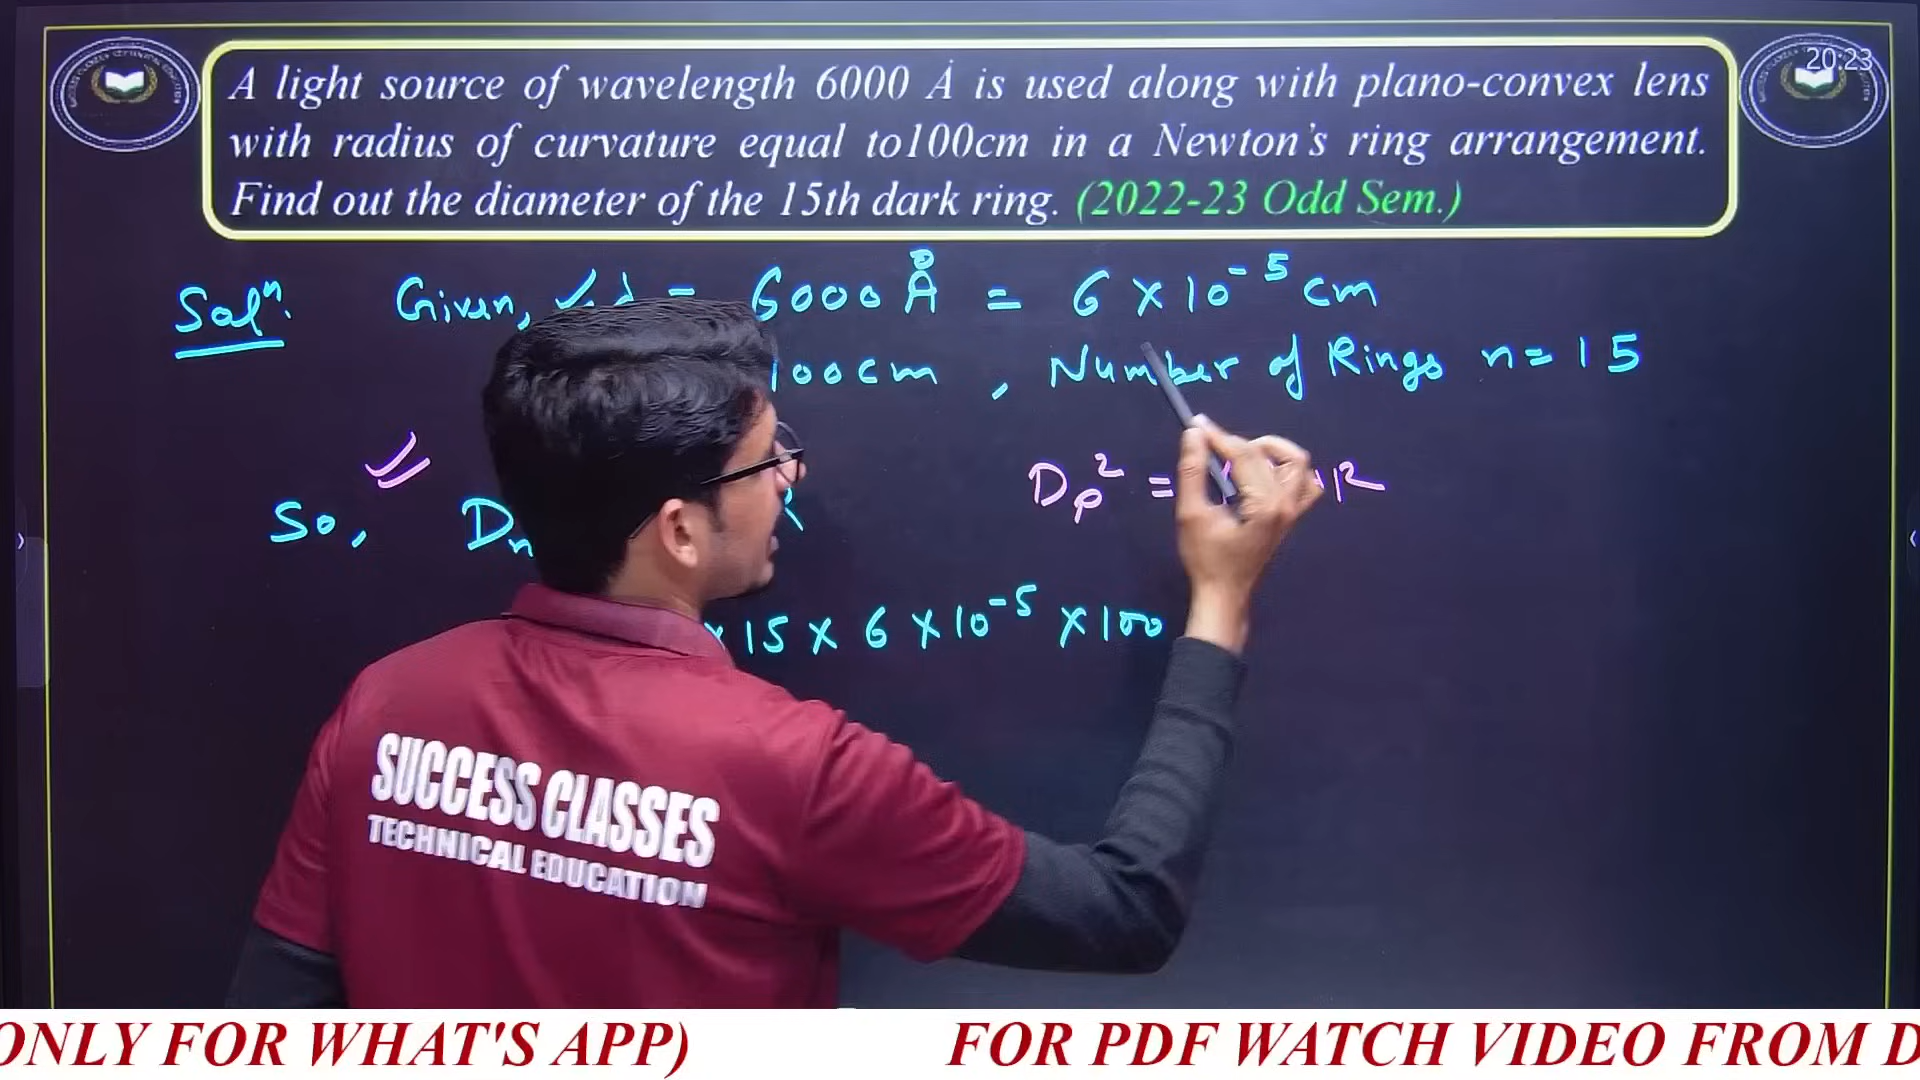 A light source of wavelength 6000 Å is used along with plano-convex lens
with radius of curvature equal to100cm in a Newton's ring arrangement.
Find out the diameter of the 15th dark ring. (2022-23 Odd Sem.)
20:23
Solⁿ. Given, λ = 6000 Å = 6 × 10⁻⁵ cm
100cm , Number of Rings n = 15
Dₚ² =
So, Dₙ
× 15 × 6 × 10⁻⁵ × 100
SUCCESS CLASSES
TECHNICAL EDUCATION
ONLY FOR WHAT'S APP) FOR PDF WATCH VIDEO FROM D